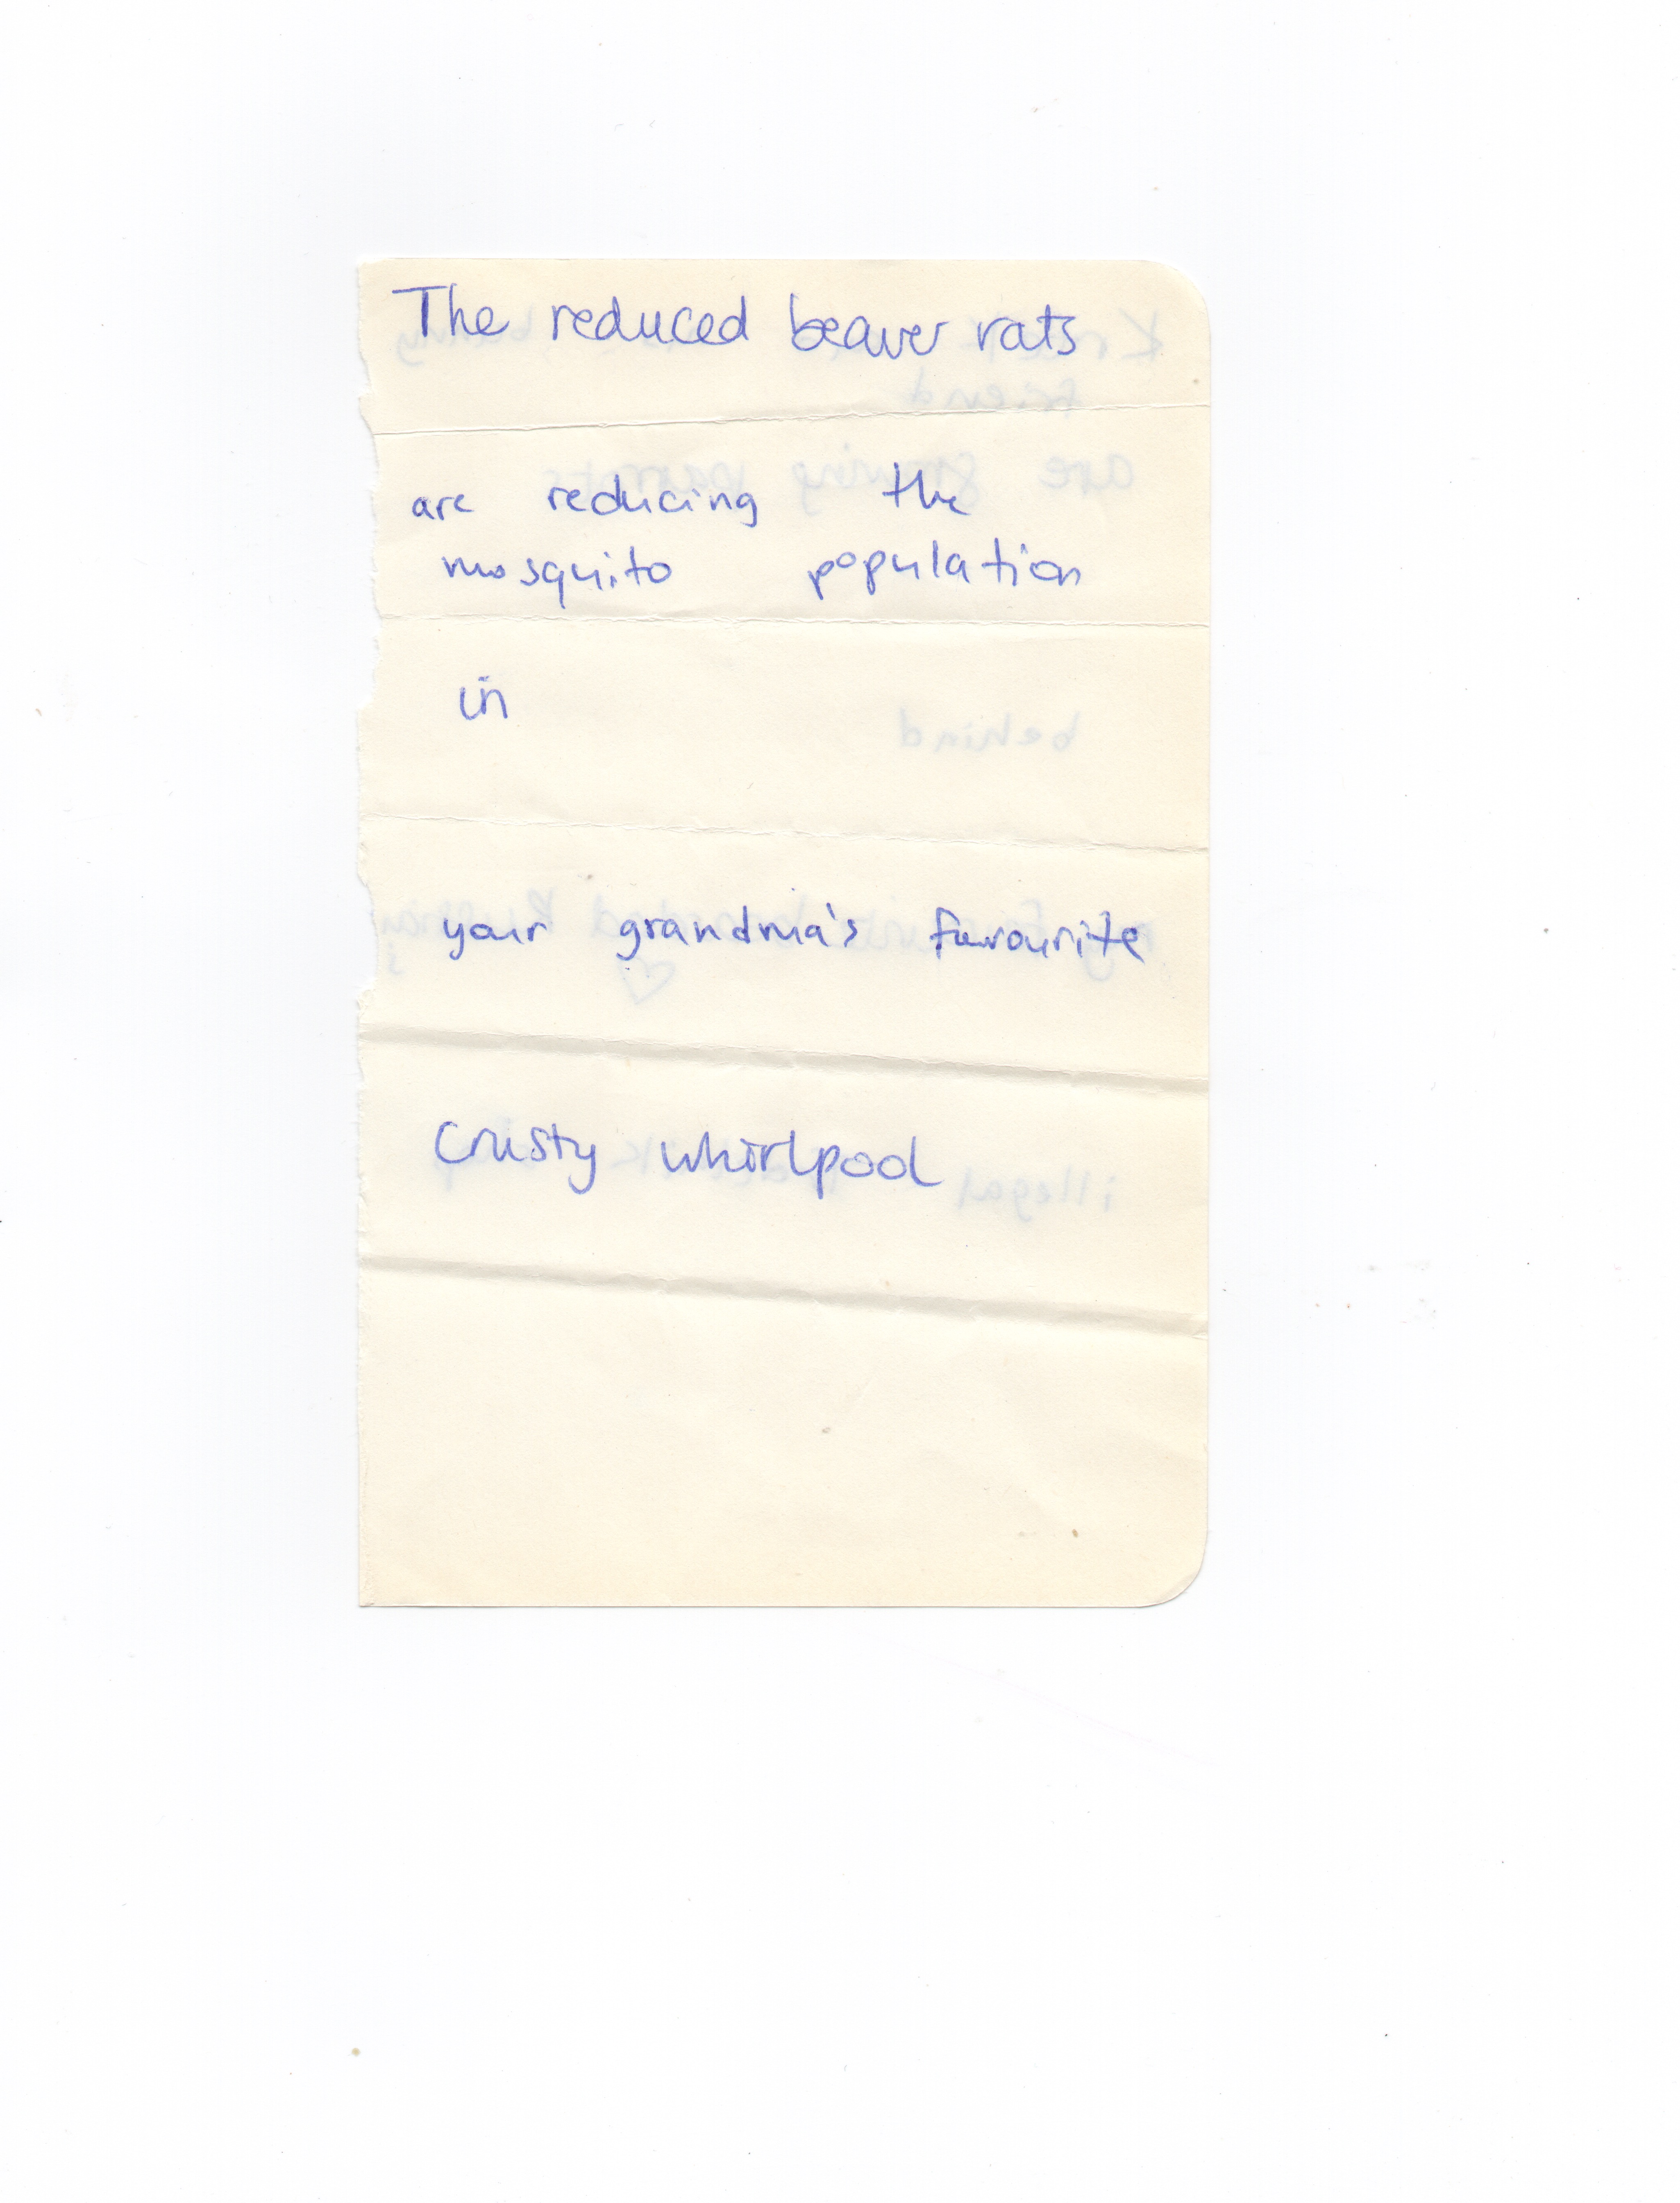 The reduced beaver rats
are reducing the
mosquito population
in
your grandma's favourite
Crusty whirlpool